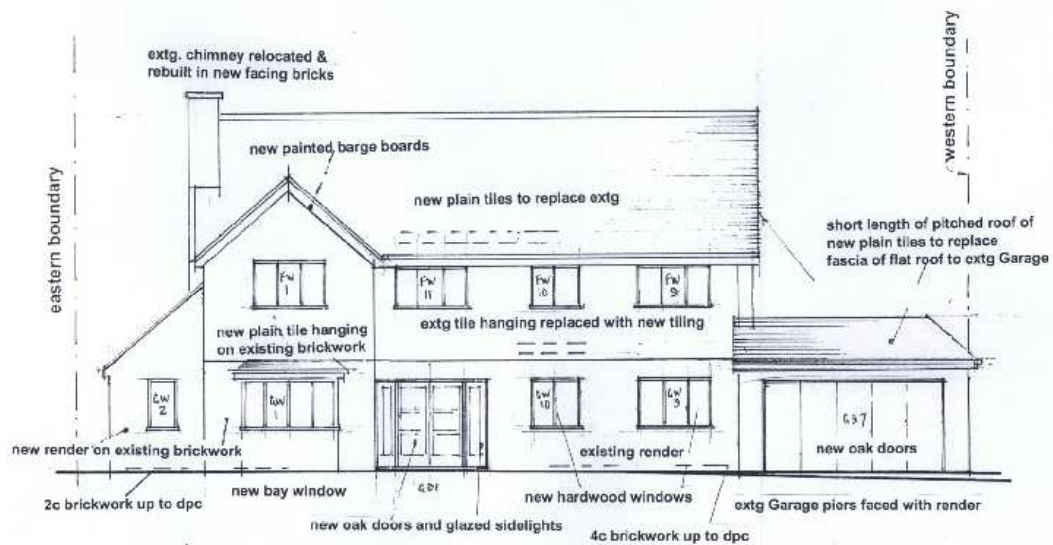 extg. chimney relocated &
rebuilt in new facing bricks
western boundary
new painted barge boards
new plain tiles to replace extg
short length of pitched roof of
new plain tiles to replace
fascia of flat roof to extg Garage
eastern boundary
FW
1
FW
11
FW
10
FW
9
new plain tile hanging
on existing brickwork
extg tile hanging replaced with new tiling
GW
2
GW
1
GW
10
GW
9
new render on existing brickwork
existing render
new oak doors
2c brickwork up to dpc
new bay window
new hardwood windows
extg Garage piers faced with render
new oak doors and glazed sidelights
4c brickwork up to dpc